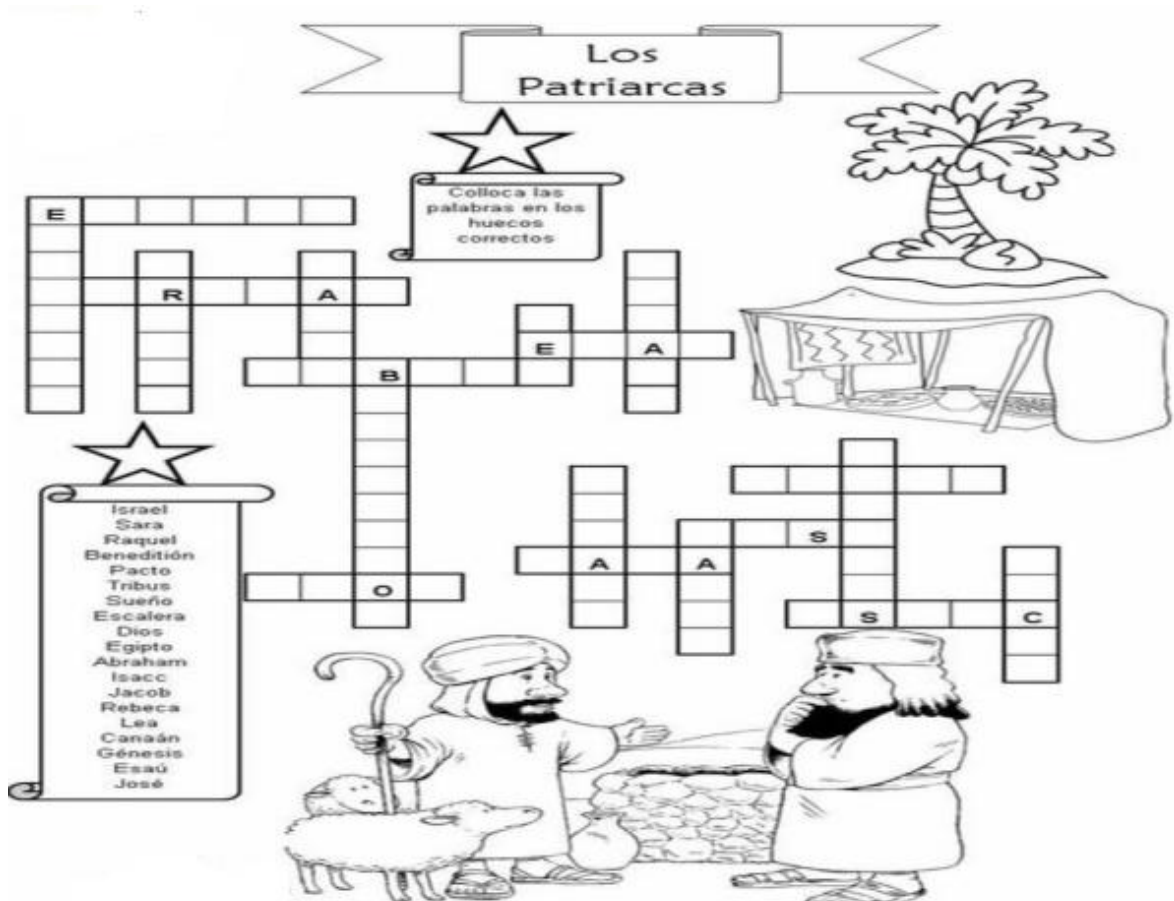 Los
Patriarcas
Colloca las
palabras en los
huecos
correctos
E
R A
E A
B
S
A A
O
S C
Israel
Sara
Raquel
Beneditión
Pacto
Tribus
Sueño
Escalera
Dios
Egipto
Abraham
Isacc
Jacob
Rebeca
Lea
Canaán
Génesis
Esaú
José